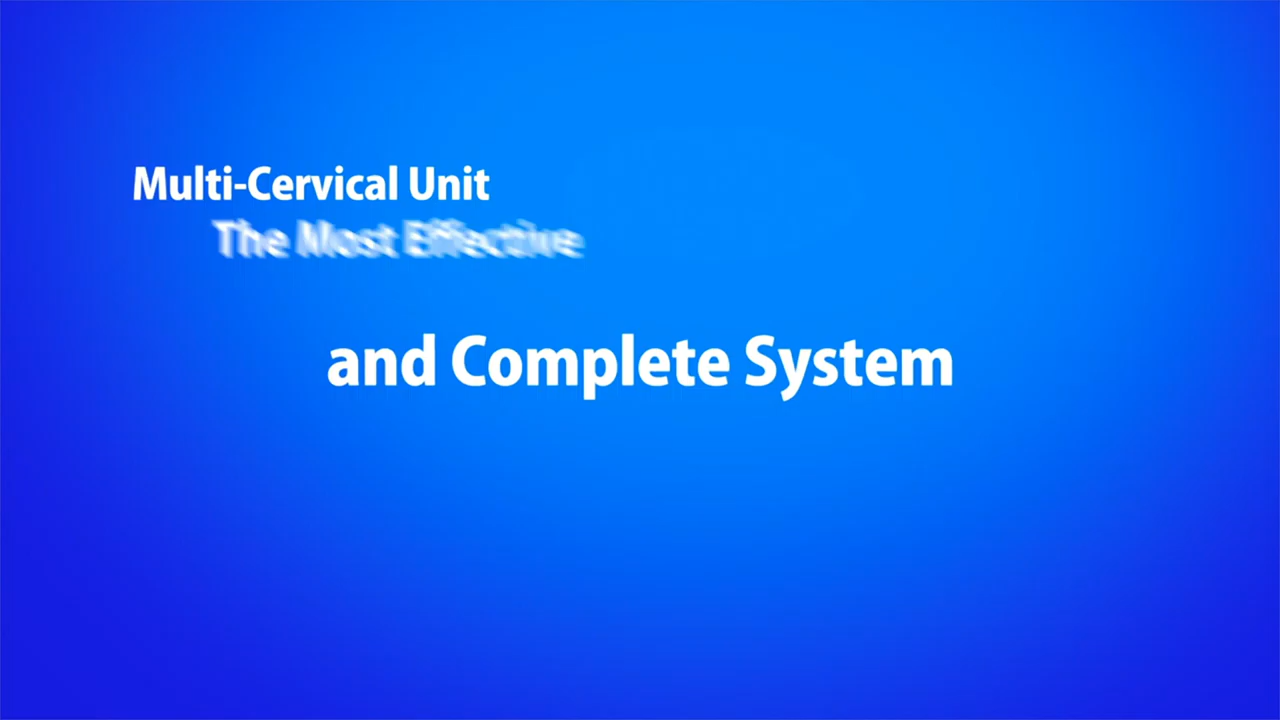 Multi-Cervical Unit
The Most Effective
and Complete System